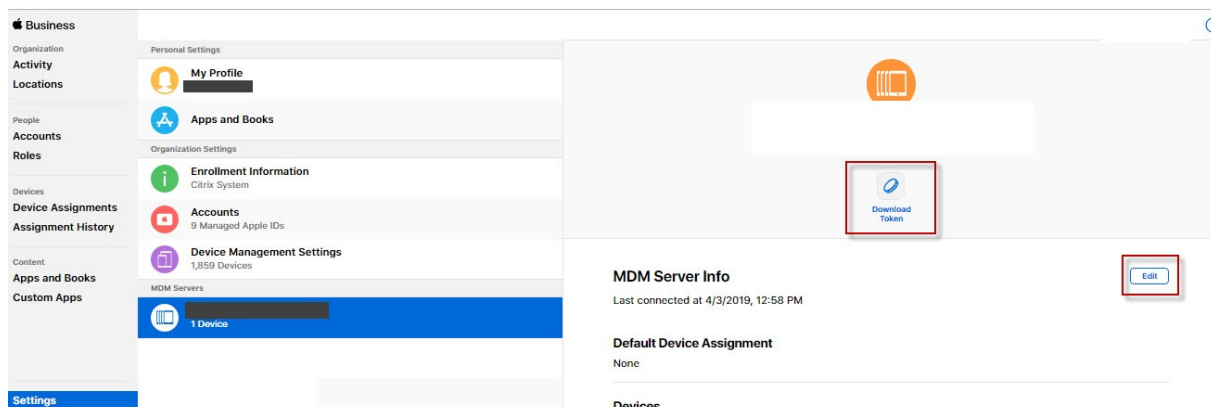 Business
Organization
Activity
Locations
People
Accounts
Roles
Devices
Device Assignments
Assignment History
Content
Apps and Books
Custom Apps
Settings
Personal Settings
My Profile
Apps and Books
Organization Settings
Enrollment Information
Citrix System
Accounts
9 Managed Apple IDs
Device Management Settings
1,859 Devices
MDM Servers
1 Device
Download
Token
MDM Server Info
Edit
Last connected at 4/3/2019, 12:58 PM
Default Device Assignment
None
Devices